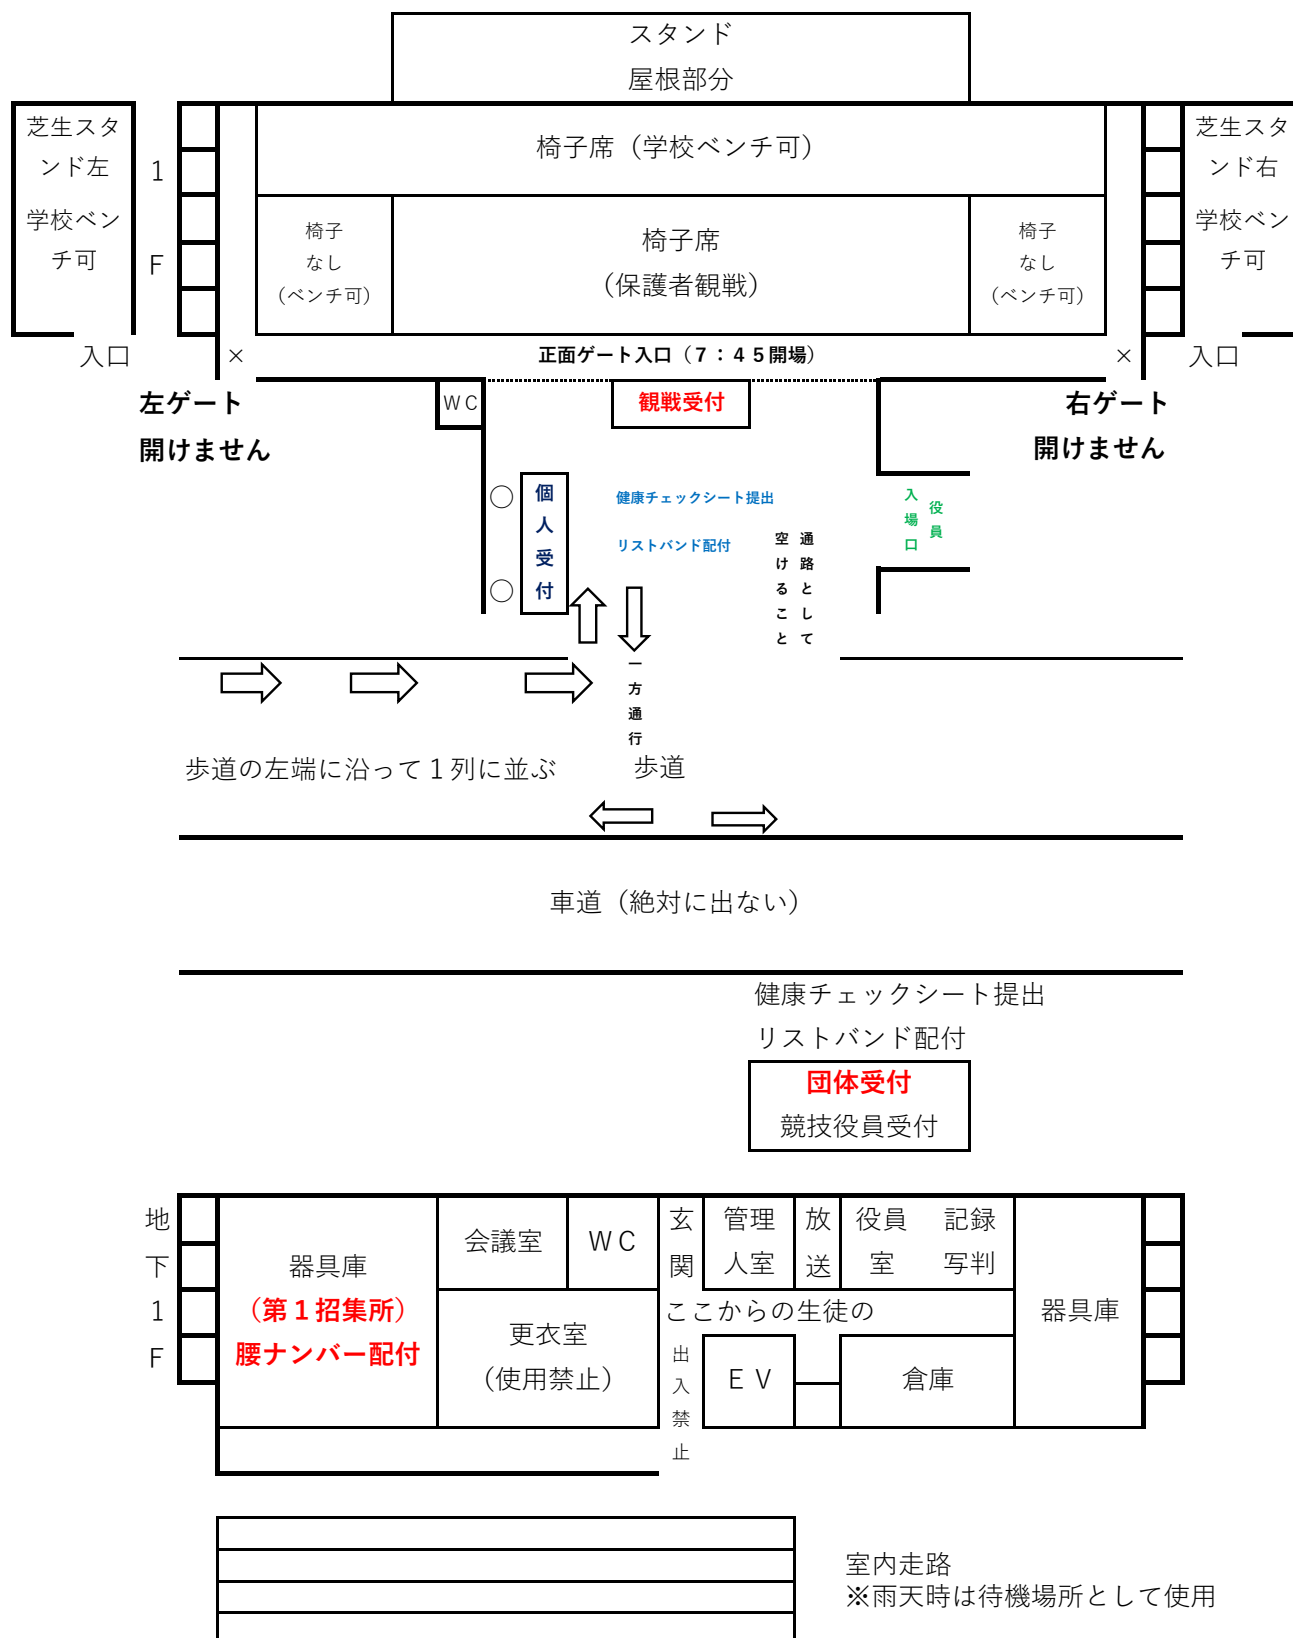 スタンド
屋根部分
芝生スタ
ンド左
学校ベン
チ可
1
F
椅子席（学校ベンチ可）
芝生スタ
ンド右
学校ベン
チ可
椅子
なし
（ベンチ可）
椅子席
（保護者観戦）
椅子
なし
（ベンチ可）
入口
×
正面ゲート入口（７：４５開場）
×
入口
左ゲート
開けません
ＷＣ
観戦受付
右ゲート
開けません
○
○
個人受付
健康チェックシート提出
リストバンド配付
通路として
空けること
役員
入場口
一方通行
歩道の左端に沿って１列に並ぶ
歩道
車道（絶対に出ない）
健康チェックシート提出
リストバンド配付
団体受付
競技役員受付
地下１F
器具庫
（第１招集所）
腰ナンバー配付
会議室
ＷＣ
玄関
管理
人室
放送
役員
室
記録
写判
器具庫
更衣室
（使用禁止）
ここからの生徒の
出入禁止
ＥＶ
倉庫
室内走路
※雨天時は待機場所として使用